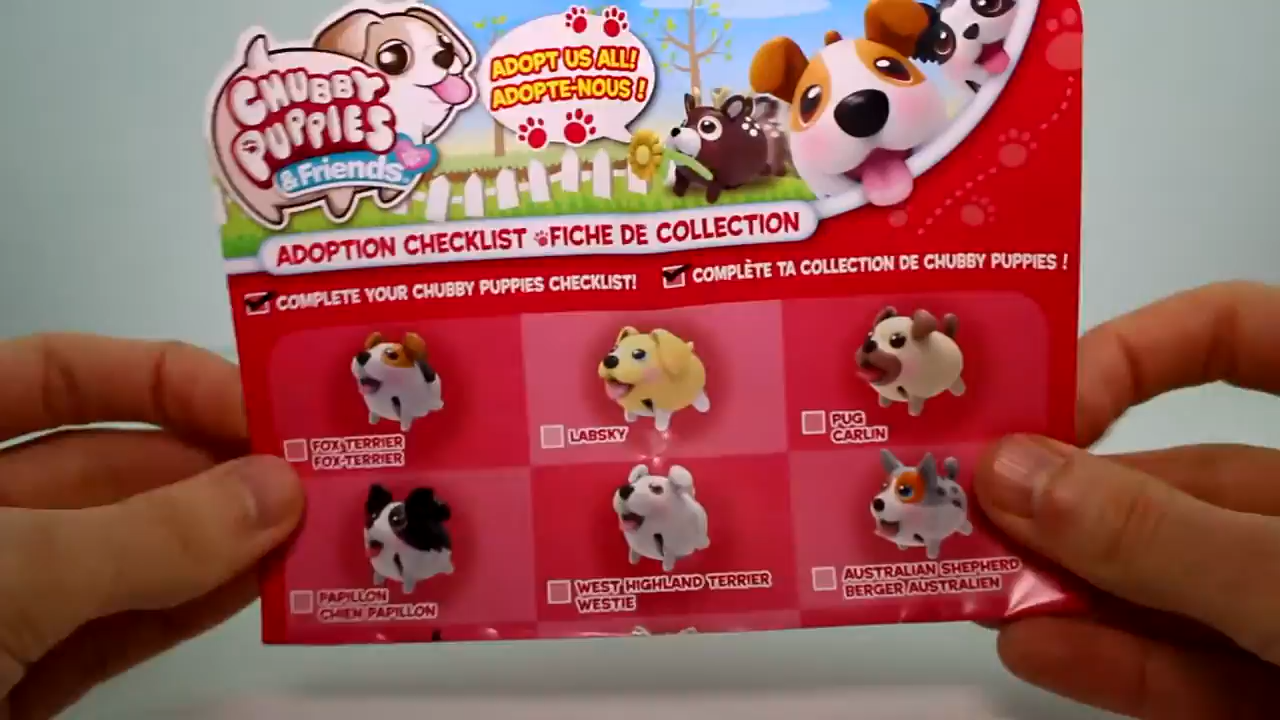 CHUBBY
PUPPIES
& Friends
ADOPT US ALL!
ADOPTE-NOUS !
ADOPTION CHECKLIST FICHE DE COLLECTION
COMPLETE YOUR CHUBBY PUPPIES CHECKLIST!
COMPLÈTE TA COLLECTION DE CHUBBY PUPPIES !
FOX TERRIER
FOX-TERRIER
LABSKY
PUG
CARLIN
PAPILLON
CHIEN PAPILLON
WEST HIGHLAND TERRIER
WESTIE
AUSTRALIAN SHEPHERD
BERGER AUSTRALIEN